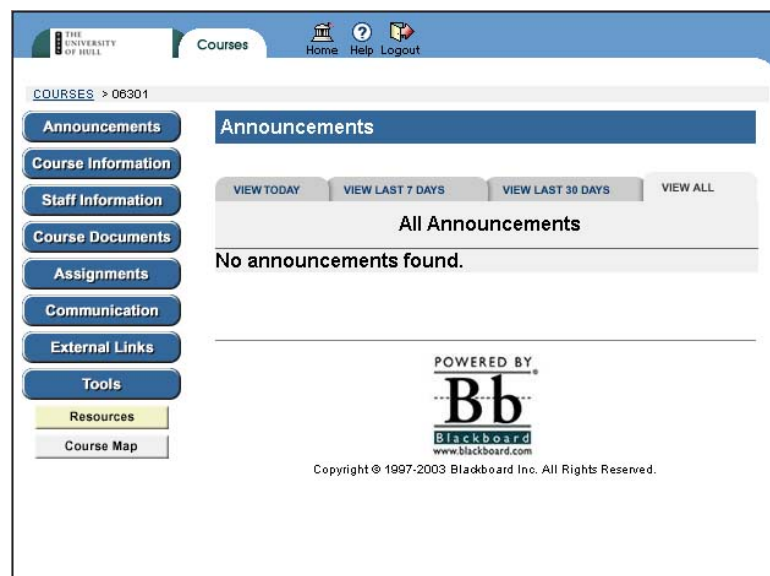 THE
UNIVERSITY
OF HULL
Courses
Home Help Logout
COURSES > 06301
Announcements
Course Information
Staff Information
Course Documents
Assignments
Communication
External Links
Tools
Resources
Course Map
Announcements
VIEW TODAY VIEW LAST 7 DAYS VIEW LAST 30 DAYS VIEW ALL
All Announcements
No announcements found.
POWERED BY
Bb
Blackboard
www.blackboard.com
Copyright © 1997-2003 Blackboard Inc. All Rights Reserved.